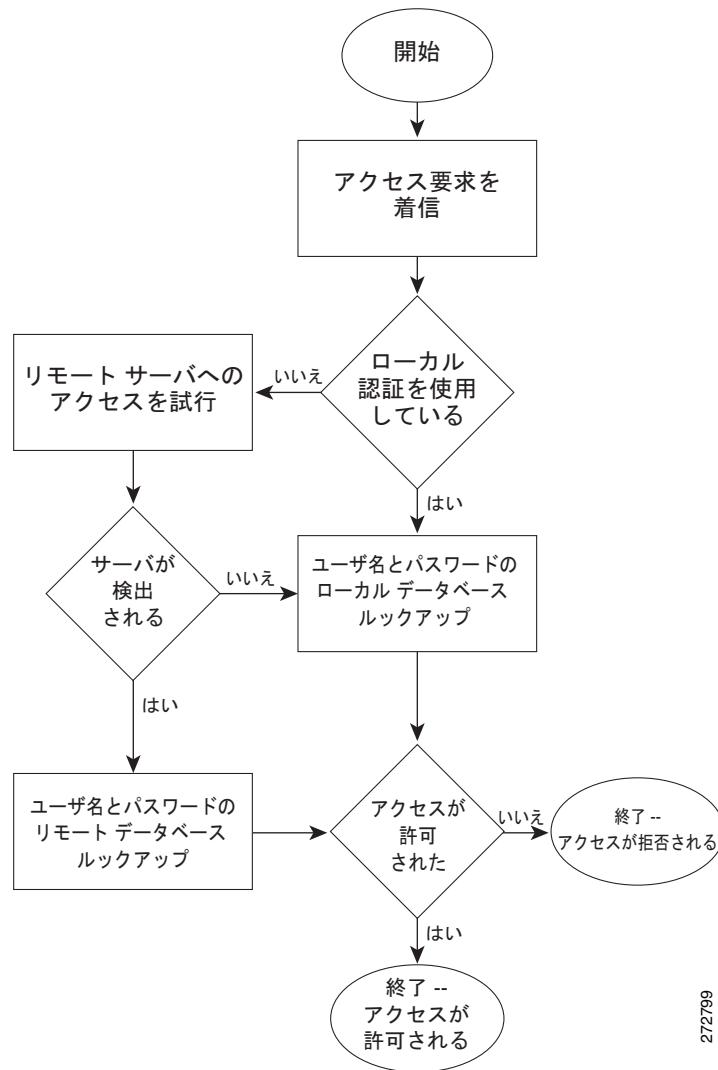 開始
アクセス要求を
着信
ローカル
認証を使用
している
いいえ
リモート サーバへの
アクセスを試行
はい
サーバが
検出
される
いいえ
ユーザ名とパスワードの
ローカル データベース
ルックアップ
はい
ユーザ名とパスワードの
リモート データベース
ルックアップ
アクセスが
許可
された
いいえ
終了 --
アクセスが拒否される
はい
終了 --
アクセスが
許可される
272799